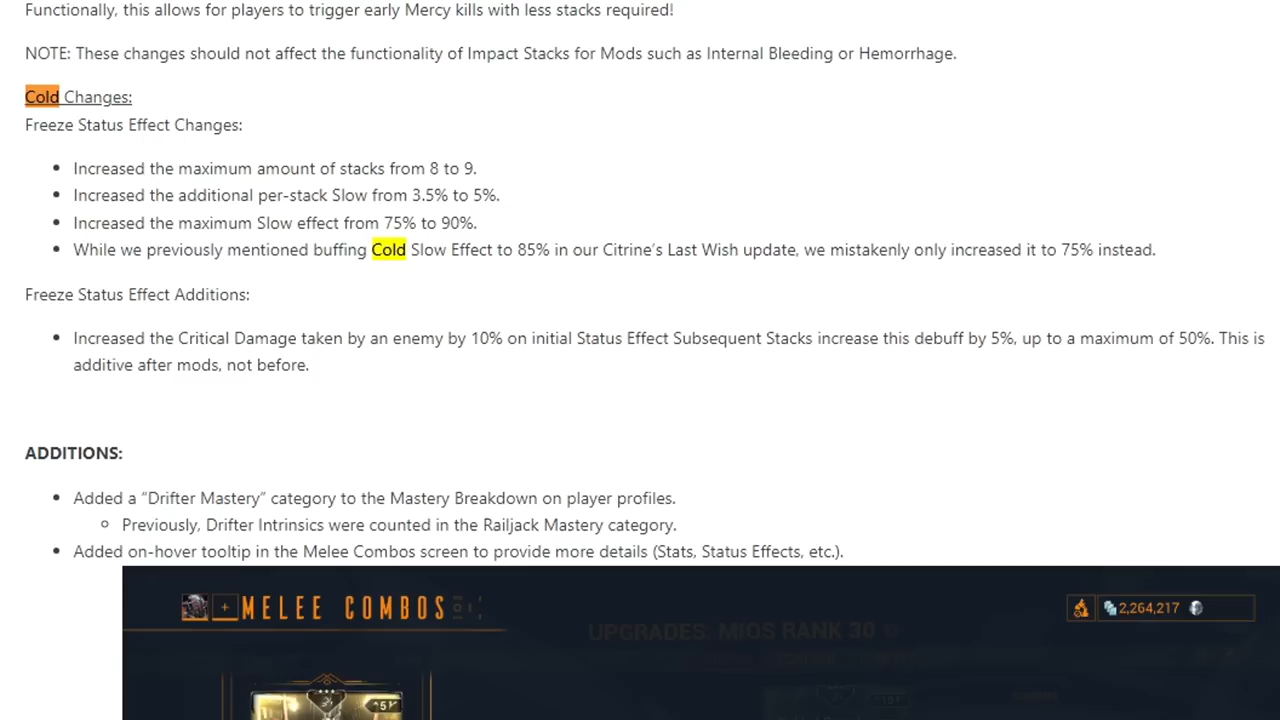 Functionally, this allows for players to trigger early Mercy kills with less stacks required!
NOTE: These changes should not affect the functionality of Impact Stacks for Mods such as Internal Bleeding or Hemorrhage.
Cold Changes:
Freeze Status Effect Changes:
Increased the maximum amount of stacks from 8 to 9.
Increased the additional per-stack Slow from 3.5% to 5%.
Increased the maximum Slow effect from 75% to 90%.
While we previously mentioned buffing Cold Slow Effect to 85% in our Citrine's Last Wish update, we mistakenly only increased it to 75% instead.
Freeze Status Effect Additions:
Increased the Critical Damage taken by an enemy by 10% on initial Status Effect Subsequent Stacks increase this debuff by 5%, up to a maximum of 50%. This is
additive after mods, not before.
ADDITIONS:
Added a “Drifter Mastery” category to the Mastery Breakdown on player profiles.
Previously, Drifter Intrinsics were counted in the Railjack Mastery category.
Added on-hover tooltip in the Melee Combos screen to provide more details (Stats, Status Effects, etc.).
MELEE COMBOS
2,264,217
UPGRADES: MIOS RANK 30
5